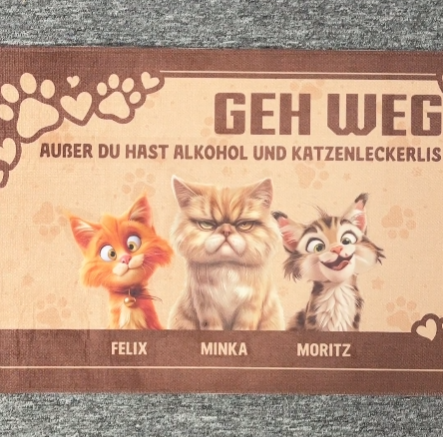 GEH WEG
AUßER DU HAST ALKOHOL UND KATZENLECKERLIS
FELIX MINKA MORITZ